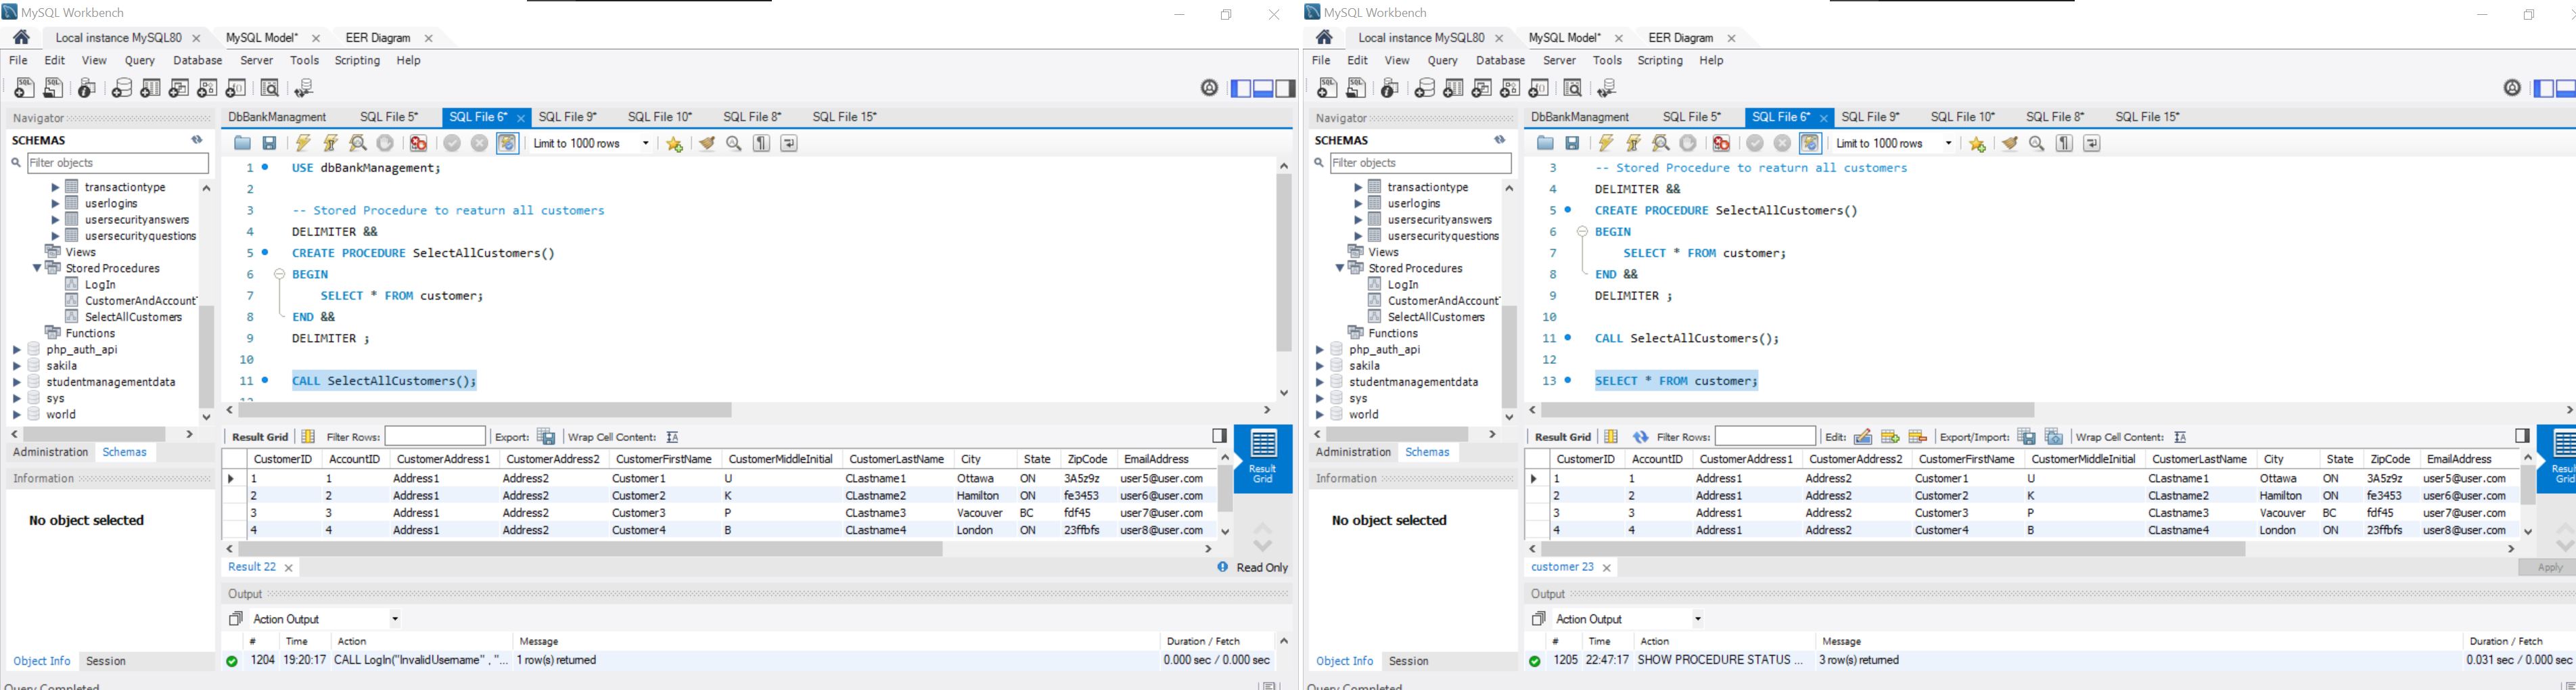 MySQL Workbench
Local instance MySQL80 MySQL Model* EER Diagram
File Edit View Query Database Server Tools Scripting Help
Navigator
SCHEMAS
Filter objects
transactiontype
userlogins
usersecurityanswers
usersecurityquestions
Views
Stored Procedures
LogIn
CustomerAndAccount
SelectAllCustomers
Functions
php_auth_api
sakila
studentmanagementdata
sys
world
Administration Schemas
Information
No object selected
Object Info Session
Query Completed
DbBankManagment SQL File 5* SQL File 6* SQL File 9* SQL File 10* SQL File 8* SQL File 15*
Limit to 1000 rows
1 USE dbBankManagement;
2
3 -- Stored Procedure to reaturn all customers
4 DELIMITER &&
5 CREATE PROCEDURE SelectAllCustomers()
6 BEGIN
7 SELECT * FROM customer;
8 END &&
9 DELIMITER ;
10
11 CALL SelectAllCustomers();
12
Result Grid Filter Rows: Export: Wrap Cell Content:
CustomerID AccountID CustomerAddress1 CustomerAddress2 CustomerFirstName CustomerMiddleInitial CustomerLastName City State ZipCode EmailAddress
1 1 Address1 Address2 Customer1 U CLastname1 Ottawa ON 3A5z9z user5@user.com
2 2 Address1 Address2 Customer2 K CLastname2 Hamilton ON fe3453 user6@user.com
3 3 Address1 Address2 Customer3 P CLastname3 Vacouver BC fdf45 user7@user.com
4 4 Address1 Address2 Customer4 B CLastname4 London ON 23ffbfs user8@user.com
Result Grid
Result 22 Read Only
Output
Action Output
# Time Action Message Duration / Fetch
1204 19:20:17 CALL LogIn("InvalidUsername" , "... 1 row(s) returned 0.000 sec / 0.000 sec
MySQL Workbench
Local instance MySQL80 MySQL Model* EER Diagram
File Edit View Query Database Server Tools Scripting Help
Navigator
SCHEMAS
Filter objects
transactiontype
userlogins
usersecurityanswers
usersecurityquestions
Views
Stored Procedures
LogIn
CustomerAndAccount
SelectAllCustomers
Functions
php_auth_api
sakila
studentmanagementdata
sys
world
Administration Schemas
Information
No object selected
Object Info Session
Query Completed
DbBankManagment SQL File 5* SQL File 6* SQL File 9* SQL File 10* SQL File 8* SQL File 15*
Limit to 1000 rows
3 -- Stored Procedure to reaturn all customers
4 DELIMITER &&
5 CREATE PROCEDURE SelectAllCustomers()
6 BEGIN
7 SELECT * FROM customer;
8 END &&
9 DELIMITER ;
10
11 CALL SelectAllCustomers();
12
13 SELECT * FROM customer;
Result Grid Filter Rows: Edit: Export/Import: Wrap Cell Content:
CustomerID AccountID CustomerAddress1 CustomerAddress2 CustomerFirstName CustomerMiddleInitial CustomerLastName City State ZipCode EmailAddress
1 1 Address1 Address2 Customer1 U CLastname1 Ottawa ON 3A5z9z user5@user.com
2 2 Address1 Address2 Customer2 K CLastname2 Hamilton ON fe3453 user6@user.com
3 3 Address1 Address2 Customer3 P CLastname3 Vacouver BC fdf45 user7@user.com
4 4 Address1 Address2 Customer4 B CLastname4 London ON 23ffbfs user8@user.com
Grid
customer 23 Apply
Output
Action Output
# Time Action Message Duration / Fetch
1205 22:47:17 SHOW PROCEDURE STATUS ... 3 row(s) returned 0.031 sec / 0.000 sec